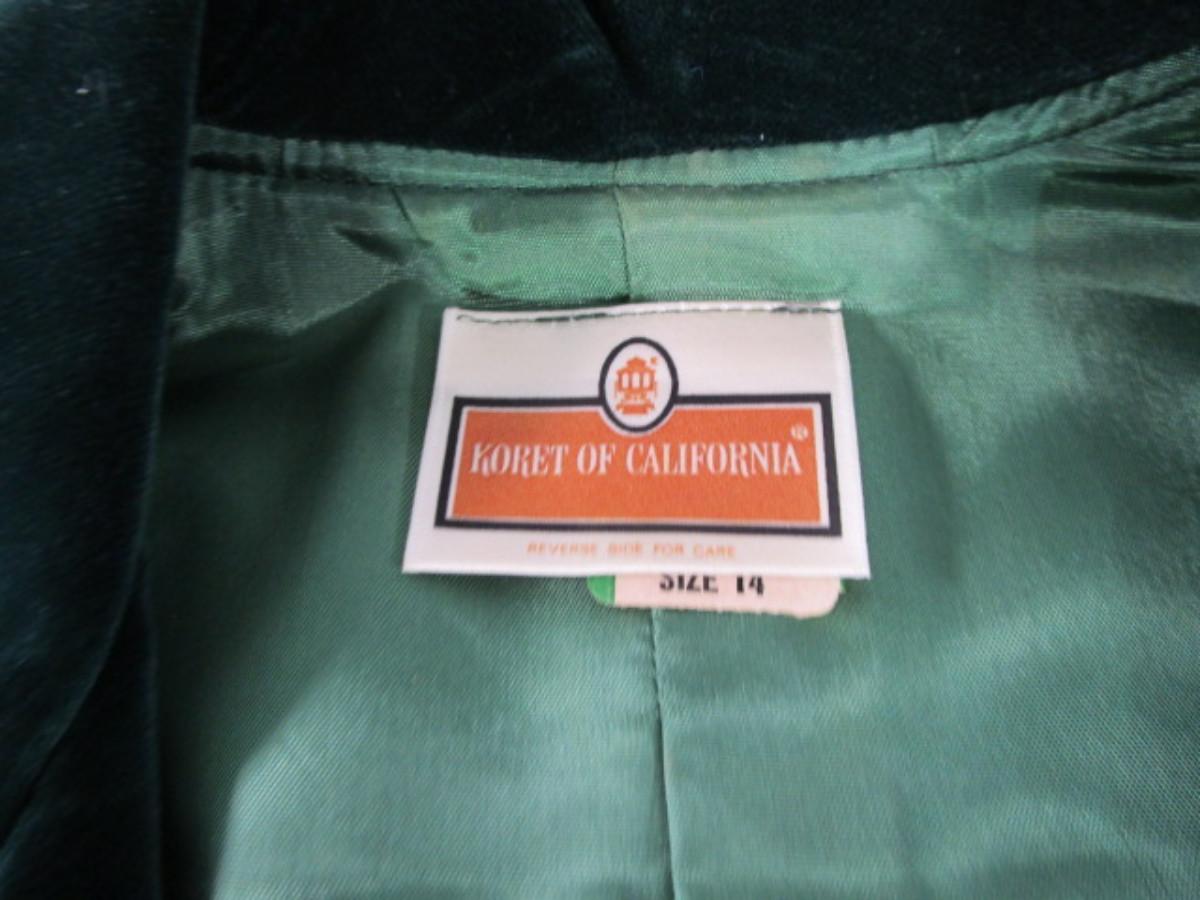 KORET OF CALIFORNIA®
REVERSE SIDE FOR CARE
SIZE 14